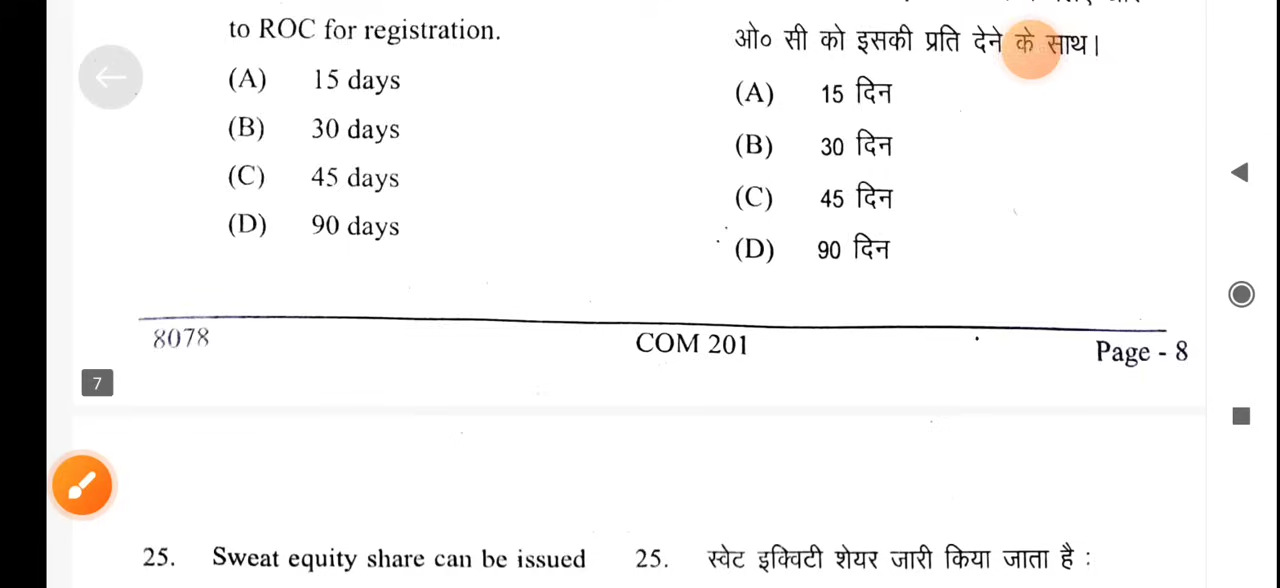 to ROC for registration.
(A) 15 days
(B) 30 days
(C) 45 days
(D) 90 days
ओ० सी को इसकी प्रति देने के साथ।
(A) 15 दिन
(B) 30 दिन
(C) 45 दिन
(D) 90 दिन
8078 COM 201 Page - 8
7
25. Sweat equity share can be issued
25. स्वेट इक्विटी शेयर जारी किया जाता है :